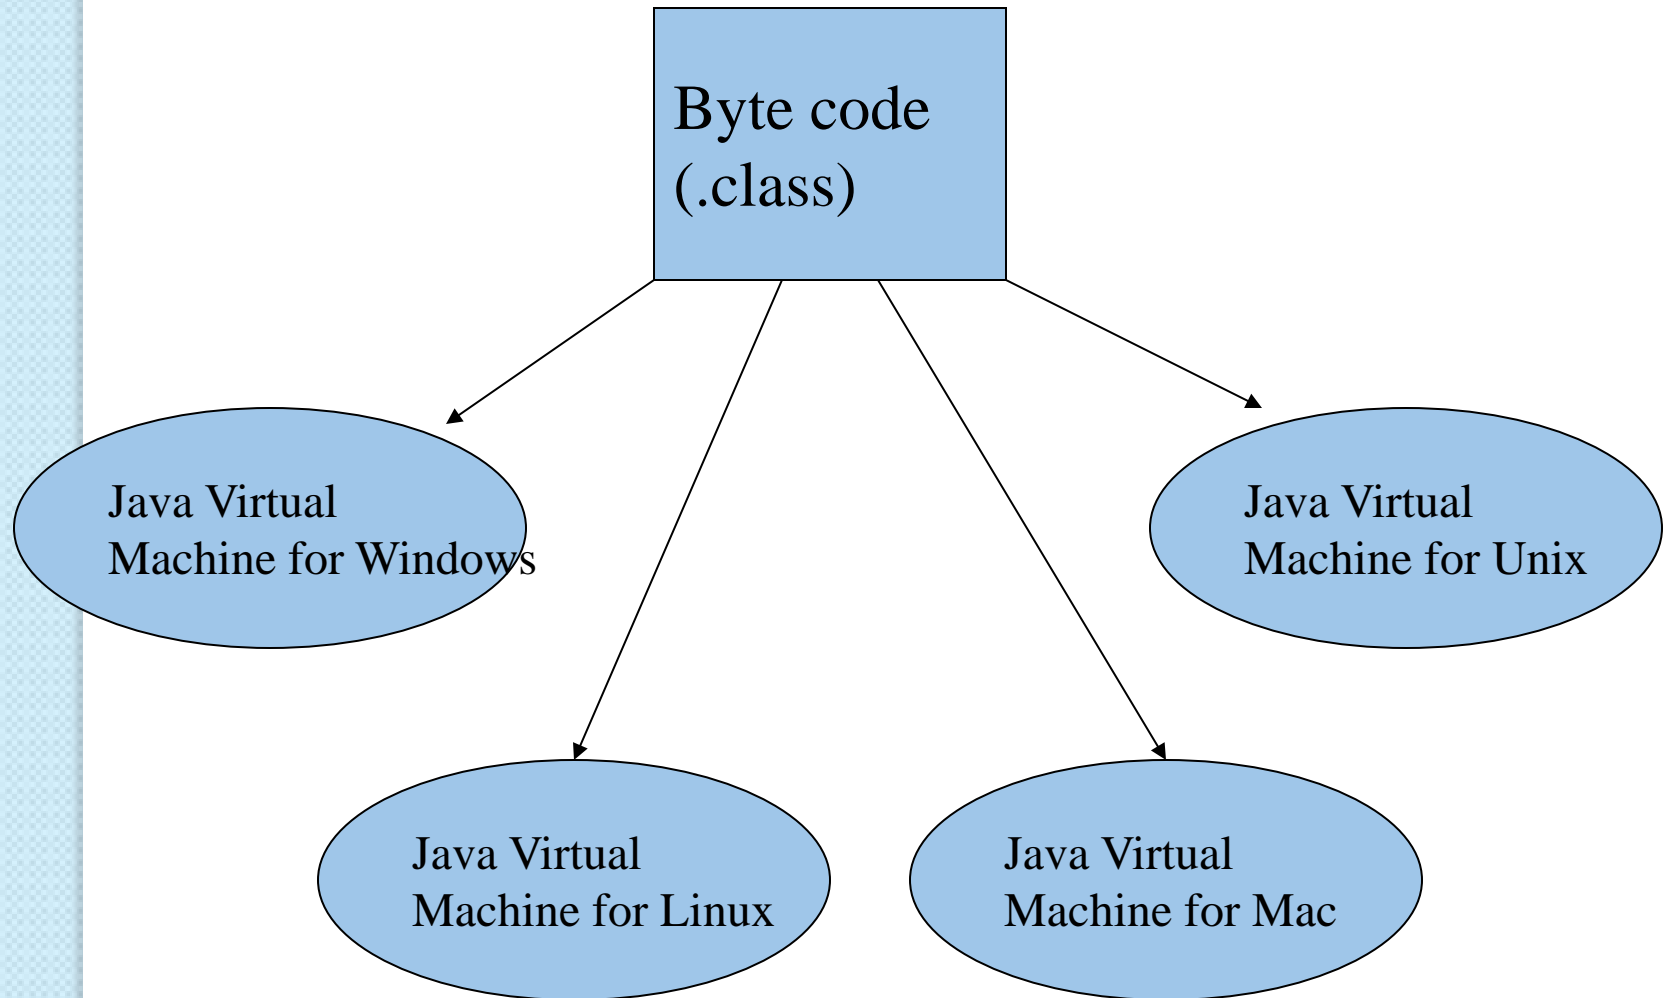 Byte code
(.class)
Java Virtual
Machine for Windows
Java Virtual
Machine for Unix
Java Virtual
Machine for Linux
Java Virtual
Machine for Mac